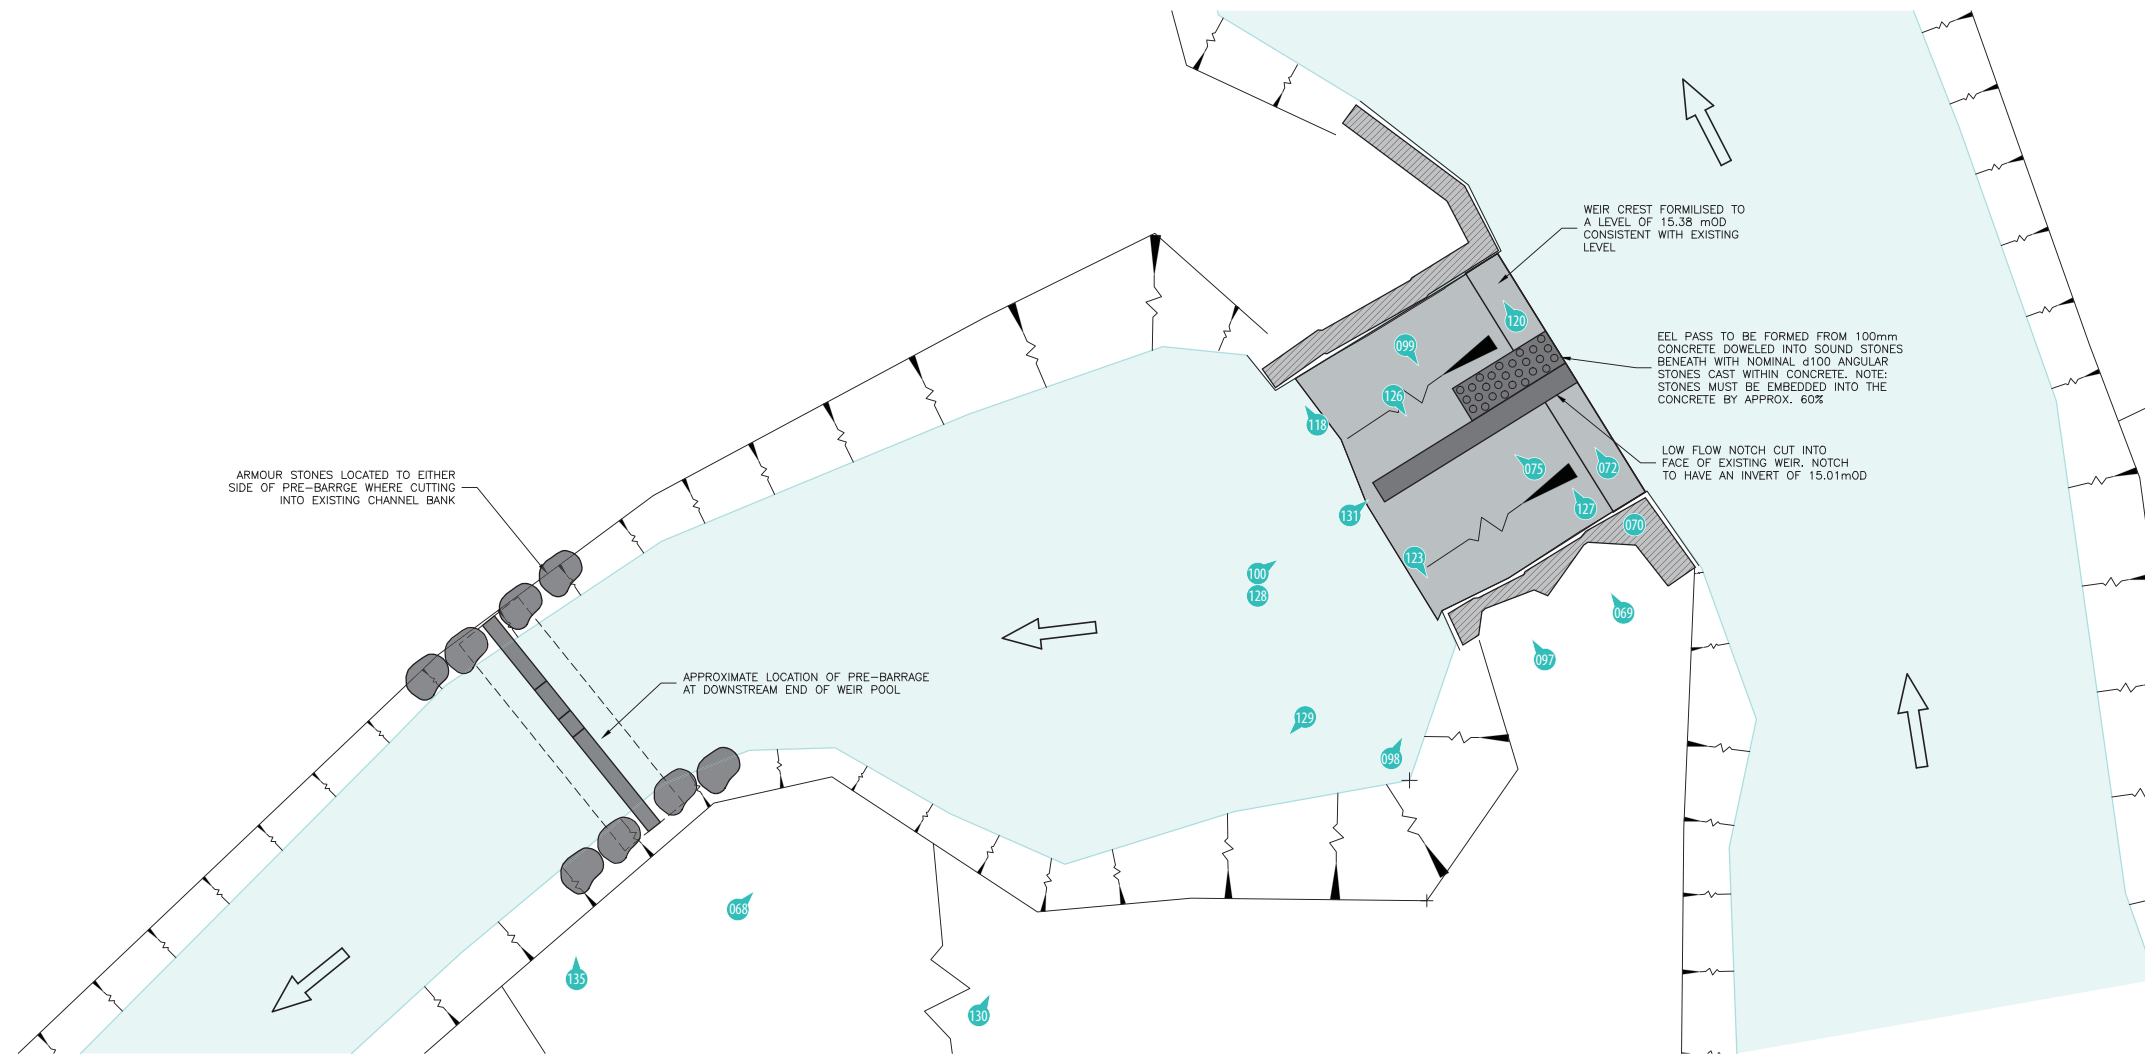 WEIR CREST FORMILISED TO
A LEVEL OF 15.38 mOD
CONSISTENT WITH EXISTING
LEVEL
120
099
EEL PASS TO BE FORMED FROM 100mm
CONCRETE DOWELED INTO SOUND STONES
BENEATH WITH NOMINAL d100 ANGULAR
STONES CAST WITHIN CONCRETE. NOTE:
STONES MUST BE EMBEDDED INTO THE
CONCRETE BY APPROX. 60%
126
118
LOW FLOW NOTCH CUT INTO
FACE OF EXISTING WEIR. NOTCH
TO HAVE AN INVERT OF 15.01mOD
075
072
ARMOUR STONES LOCATED TO EITHER
SIDE OF PRE-BARRGE WHERE CUTTING
INTO EXISTING CHANNEL BANK
127
131
070
123
100
128
069
097
APPROXIMATE LOCATION OF PRE-BARRAGE
AT DOWNSTREAM END OF WEIR POOL
129
098
068
135
130